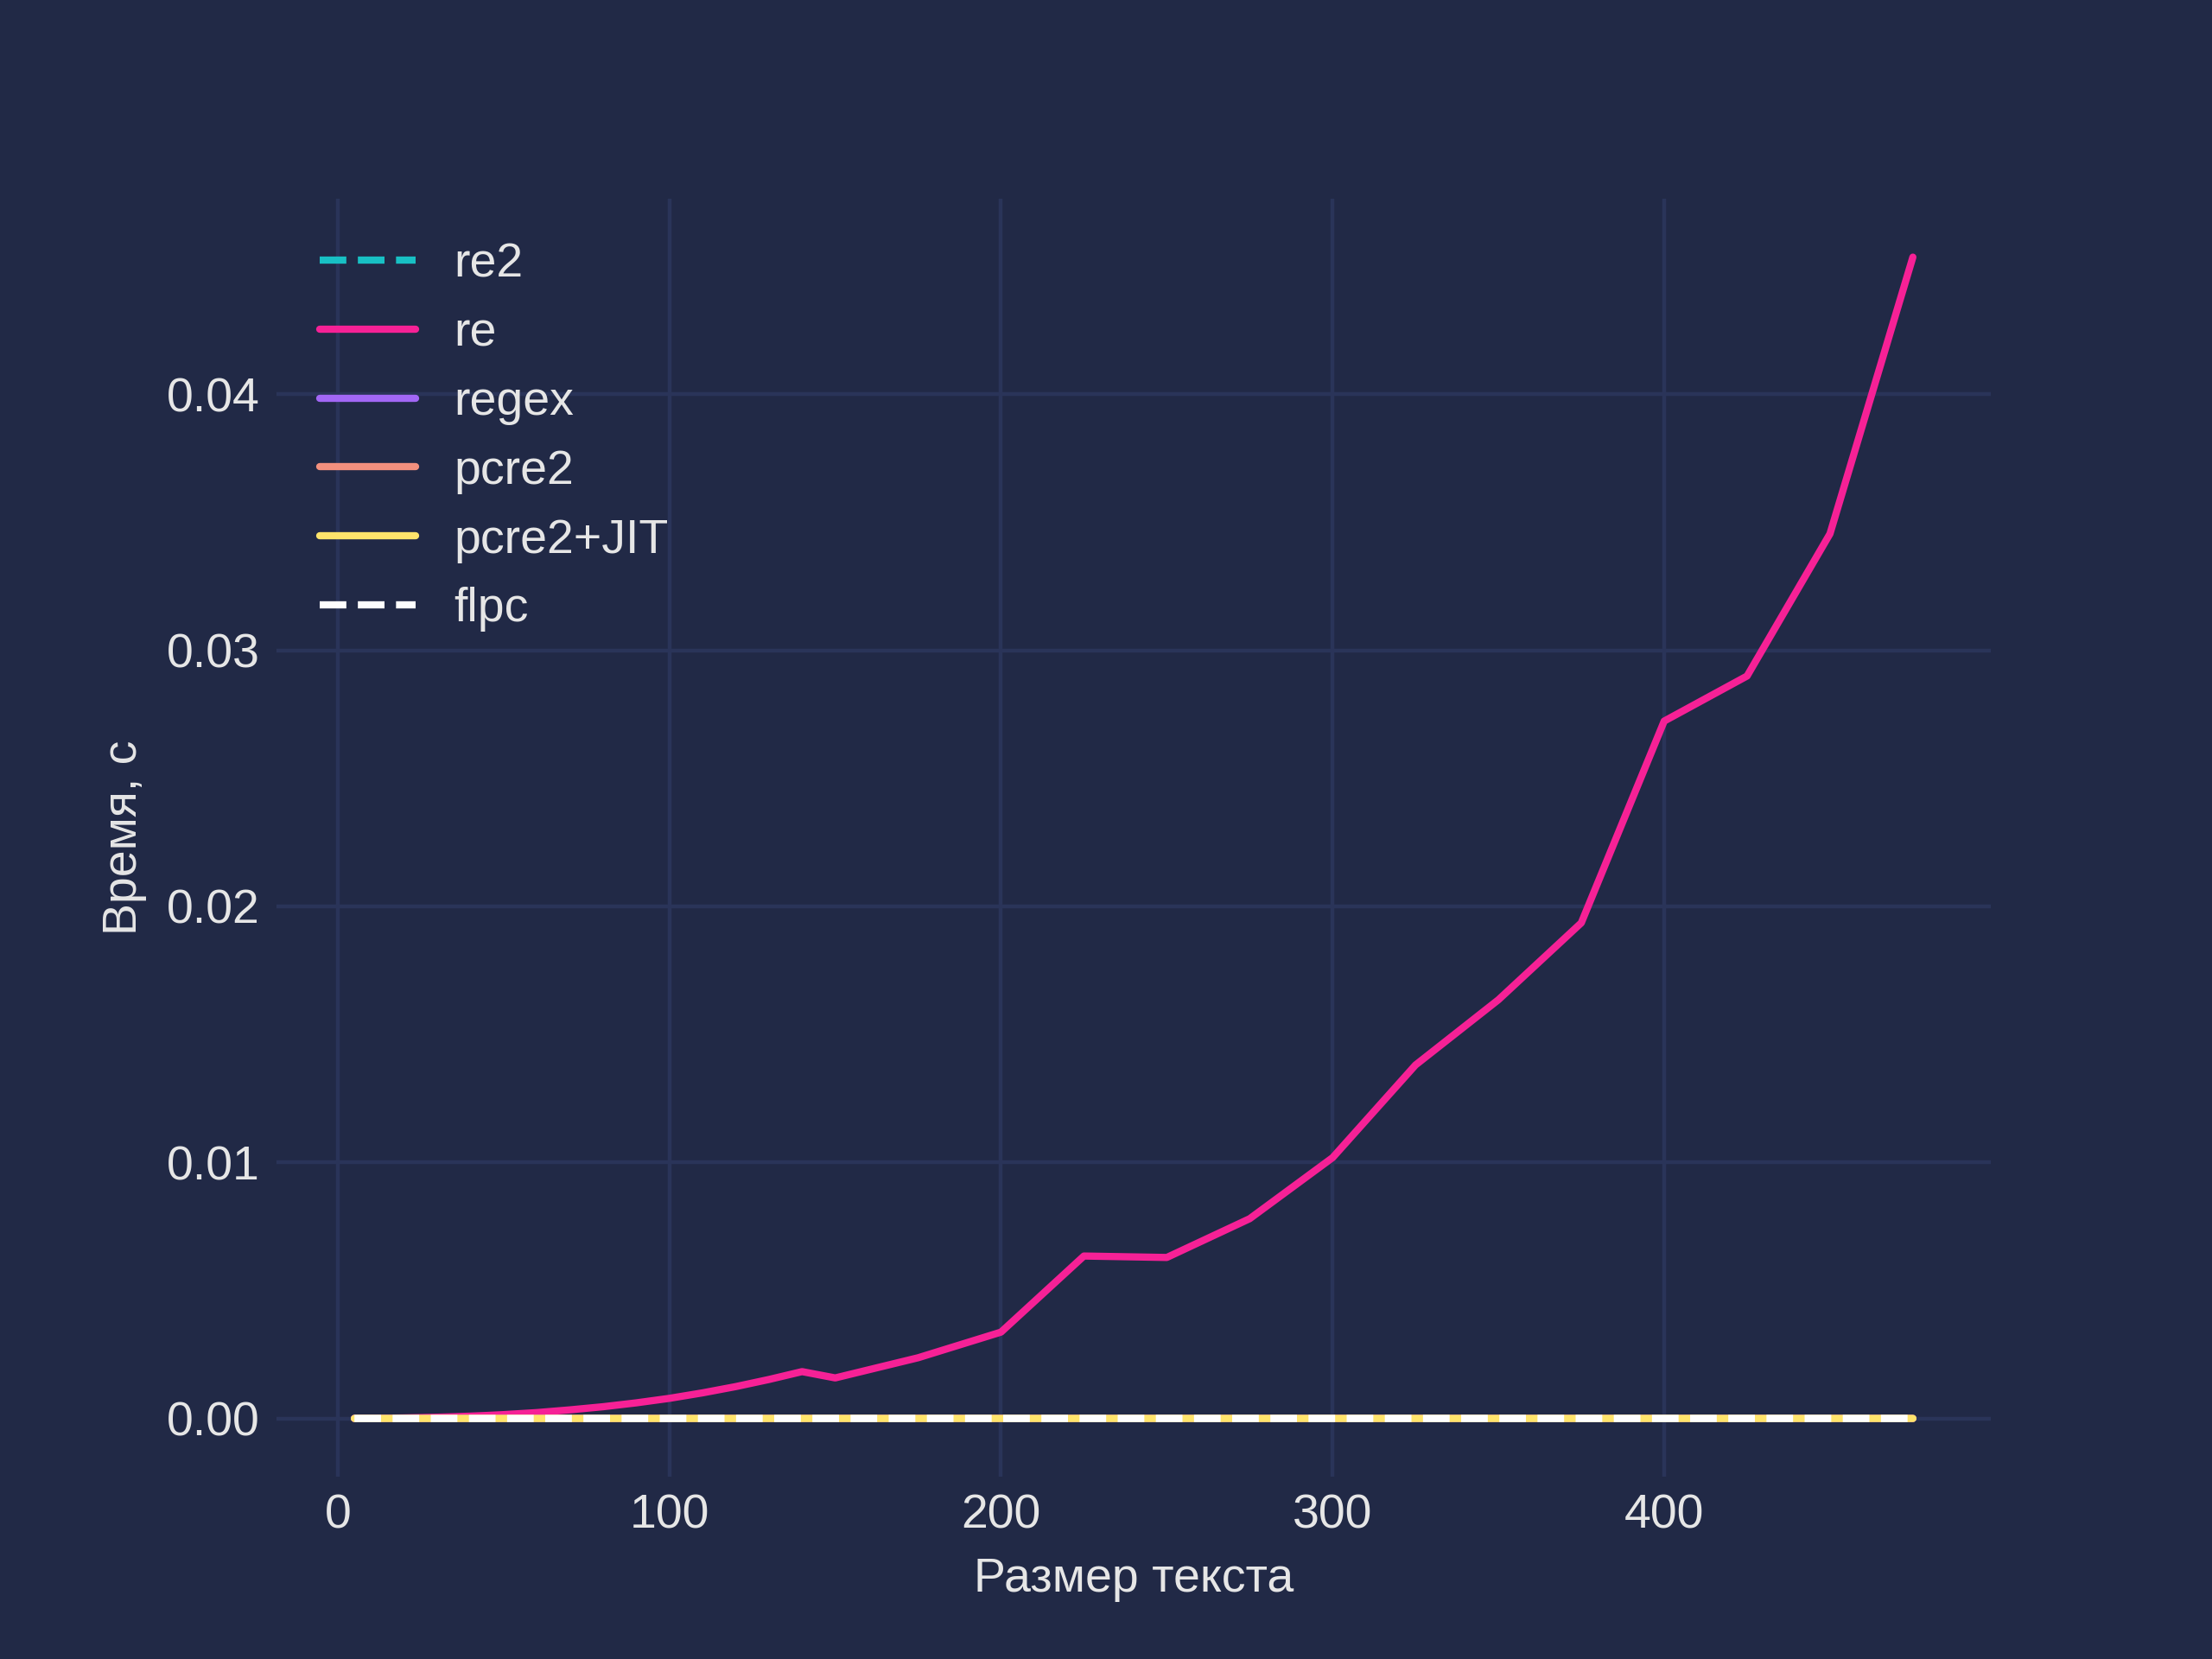 re2
re
regex
pcre2
pcre2+JIT
flpc
0.04
0.03
0.02
0.01
0.00
Время, с
0 100 200 300 400
Размер текста